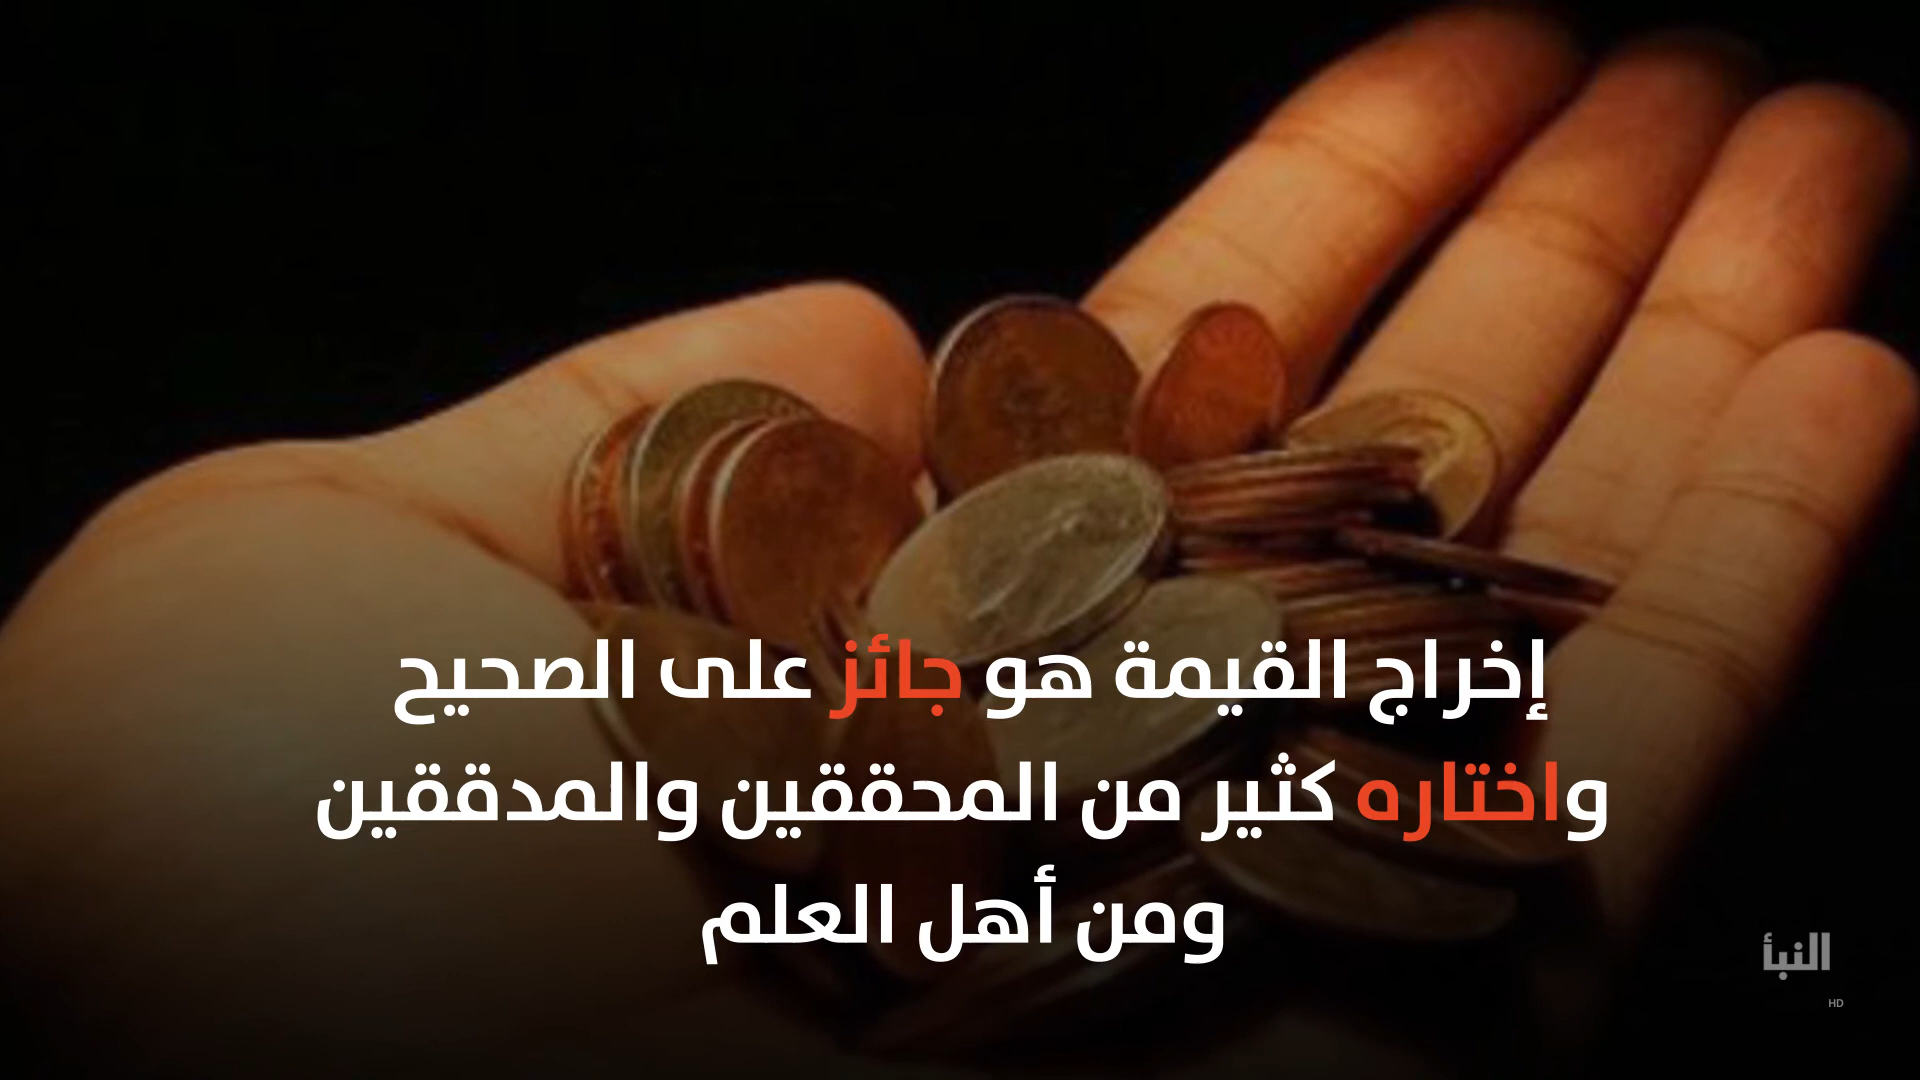 إخراج القيمة هو جائز على الصحيح
واختاره كثير من المحققين والمدققين
ومن أهل العلم
النبأ
HD